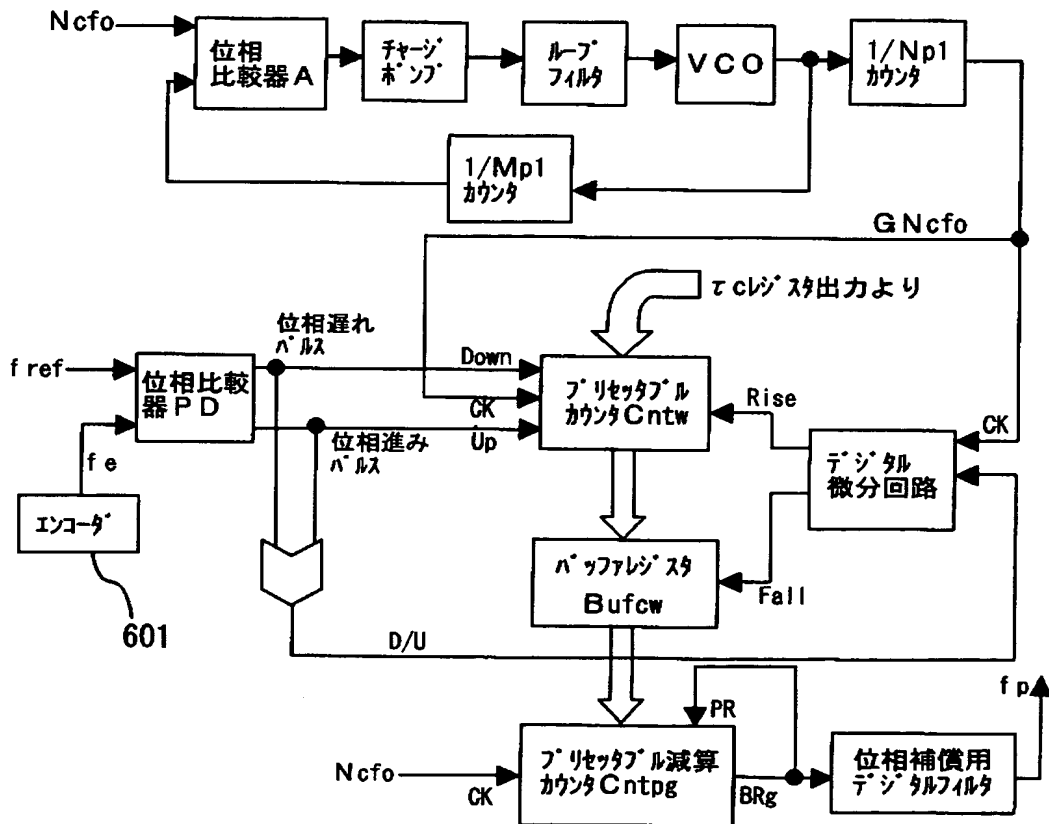 Ncfo
位相
比較器A
チャージ
ポンプ
ループ
フィルタ
VCO
1/Np1
カウンタ
1/Mp1
カウンタ
GNcfo
τcレジスタ出力より
位相遅れ
パルス
fref
位相比較
器PD
Down
CK
Up
プリセッタブル
カウンタCntw
Rise
CK
デジタル
微分回路
位相進み
パルス
fe
エンコーダ
601
バッファレジスタ
Bufcw
Fall
D/U
fp
PR
Ncfo
CK
プリセッタブル減算
カウンタCntpg
BRg
位相補償用
デジタルフィルタ